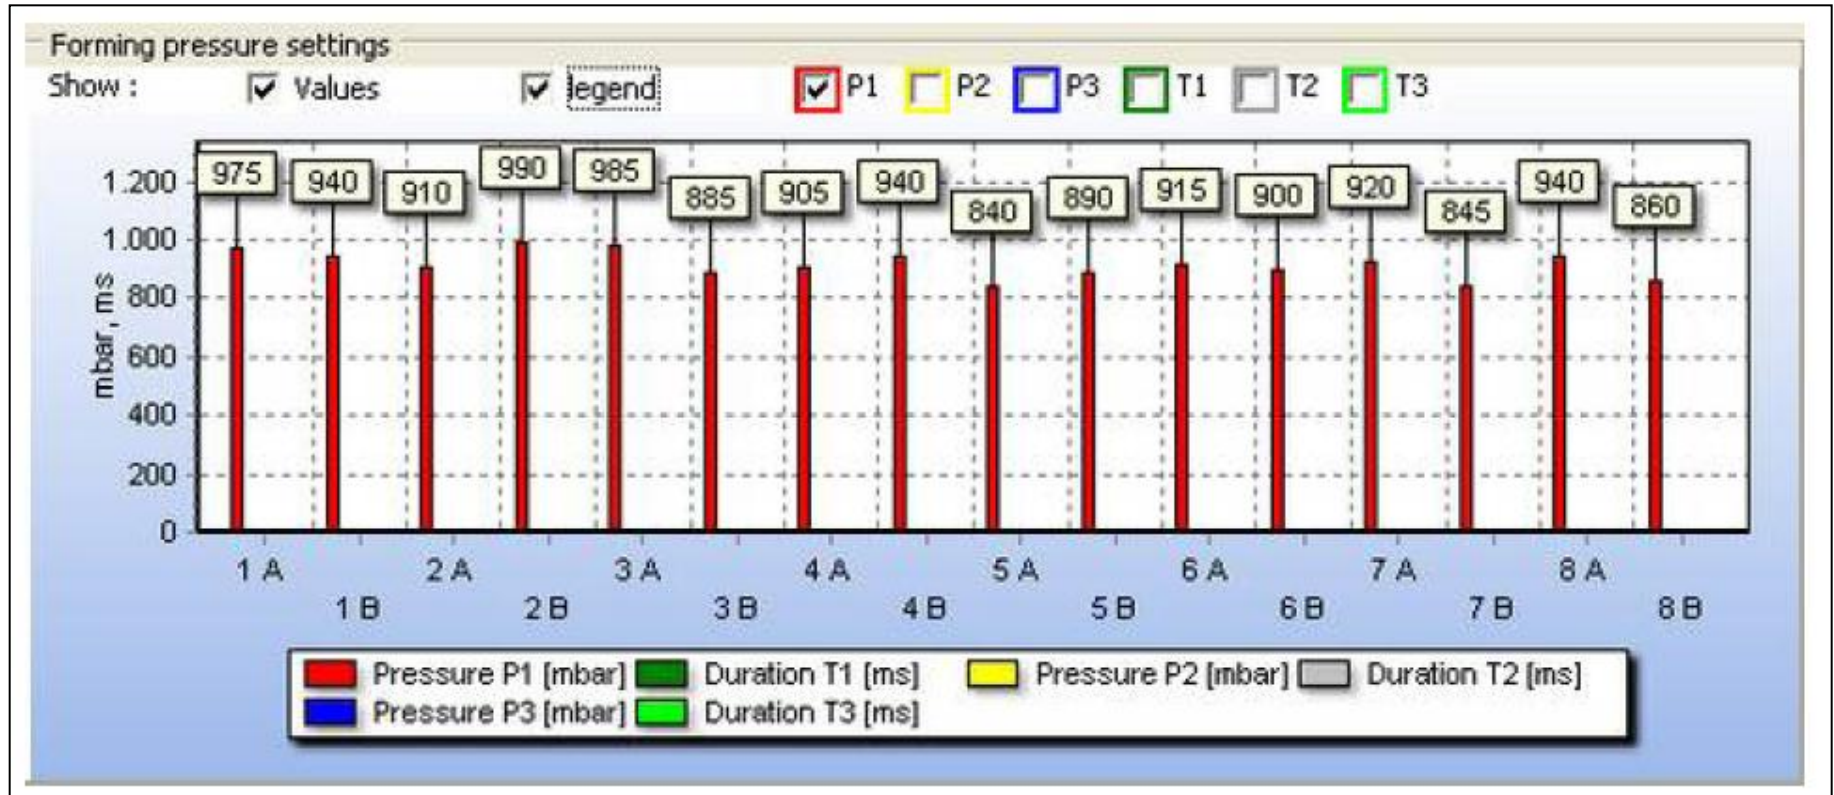 Forming pressure settings
Show : Values legend P1 P2 P3 T1 T2 T3
975 940 910 990 985 885 905 940 840 890 915 900 920 845 940 860
1.200
1.000
800
600
400
200
0
mbar, ms
1 A 2 A 3 A 4 A 5 A 6 A 7 A 8 A
1 B 2 B 3 B 4 B 5 B 6 B 7 B 8 B
Pressure P1 [mbar] Duration T1 [ms] Pressure P2 [mbar] Duration T2 [ms]
Pressure P3 [mbar] Duration T3 [ms]